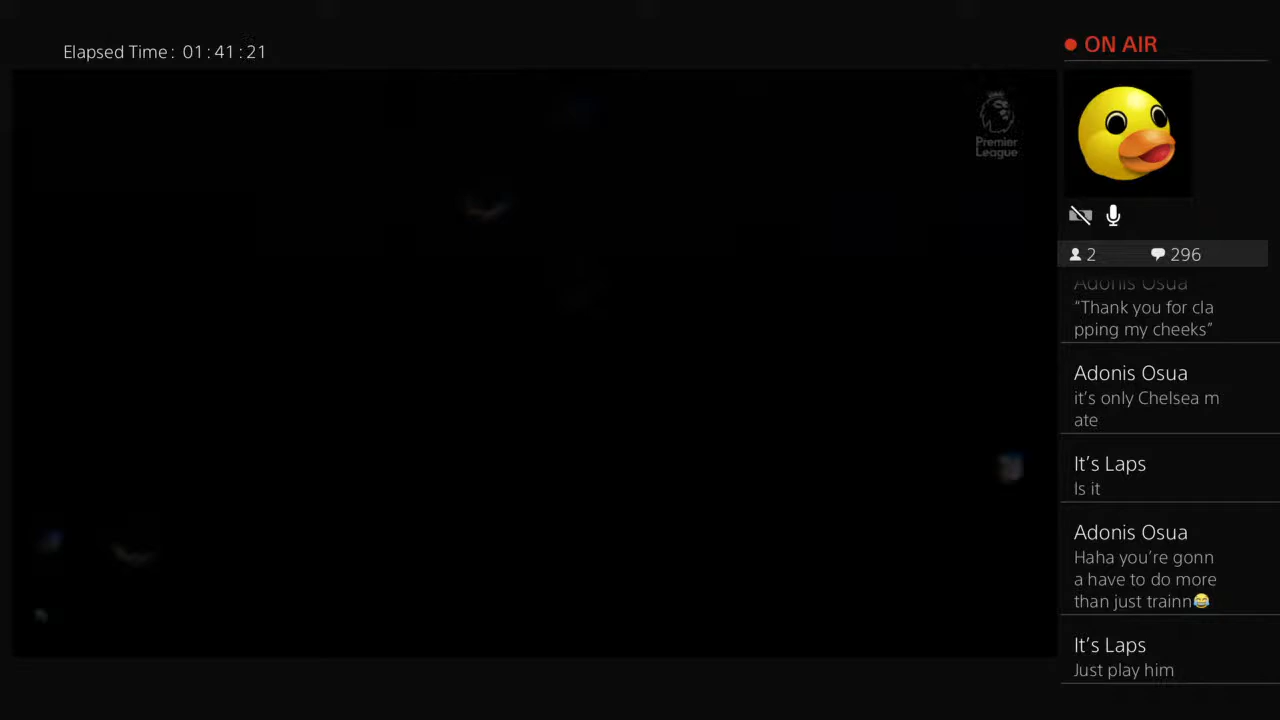 Elapsed Time: 01:41:21
ON AIR
Premier
League
2 296
Adonis Osua
“Thank you for cla
pping my cheeks”
Adonis Osua
it’s only Chelsea m
ate
It’s Laps
Is it
Adonis Osua
Haha you’re gonn
a have to do more
than just trainn😂
It’s Laps
Just play him